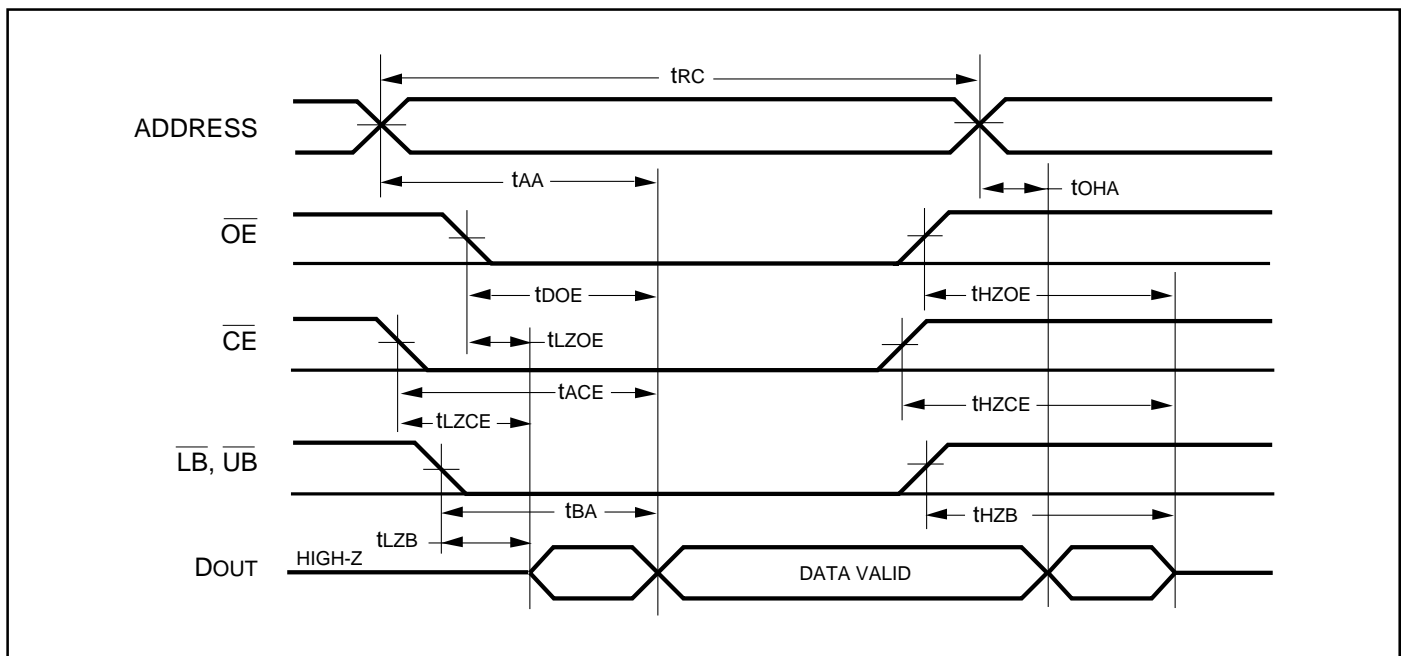 tRC
ADDRESS
tAA
tOHA
OE
tDOE
tHZOE
CE
tLZOE
tACE
tHZCE
tLZCE
LB, UB
tBA
tHZB
tLZB
DOUT
HIGH-Z
DATA VALID